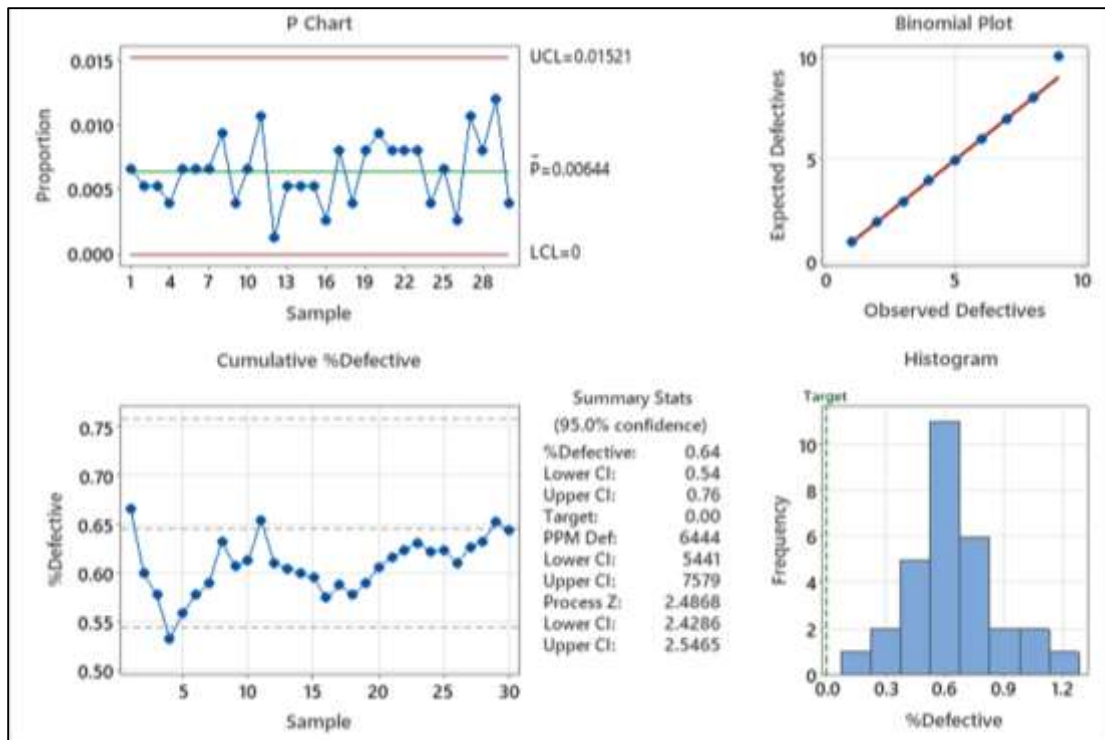 P Chart
0.015
0.010
0.005
0.000
Proportion
UCL=0.01521
P̄=0.00644
LCL=0
1 4 7 10 13 16 19 22 25 28
Sample
Binomial Plot
10
5
0
Expected Defectives
0 5 10
Observed Defectives
Cumulative %Defective
0.75
0.70
0.65
0.60
0.55
0.50
%Defective
5 10 15 20 25 30
Sample
Summary Stats
(95.0% confidence)
%Defective: 0.64
Lower CI: 0.54
Upper CI: 0.76
Target: 0.00
PPM Def: 6444
Lower CI: 5441
Upper CI: 7579
Process Z: 2.4868
Lower CI: 2.4286
Upper CI: 2.5465
Histogram
Target
10
8
6
4
2
0
Frequency
0.0 0.3 0.6 0.9 1.2
%Defective